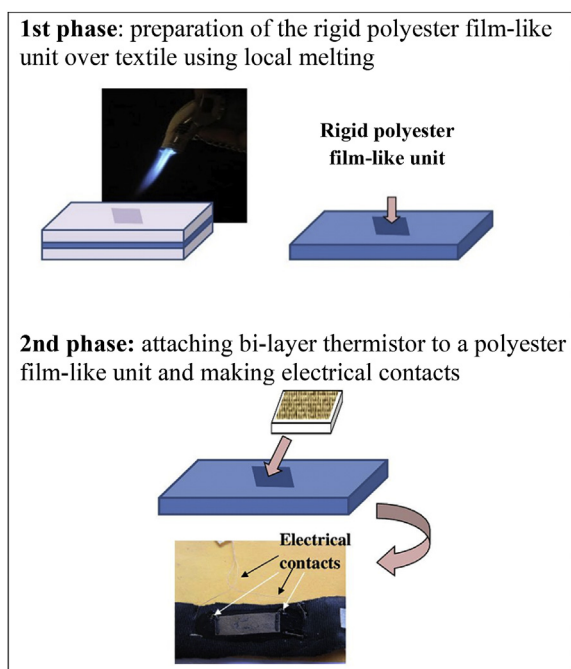 1st phase: preparation of the rigid polyester film-like
unit over textile using local melting
Rigid polyester
film-like unit
2nd phase: attaching bi-layer thermistor to a polyester
film-like unit and making electrical contacts
Electrical
contacts